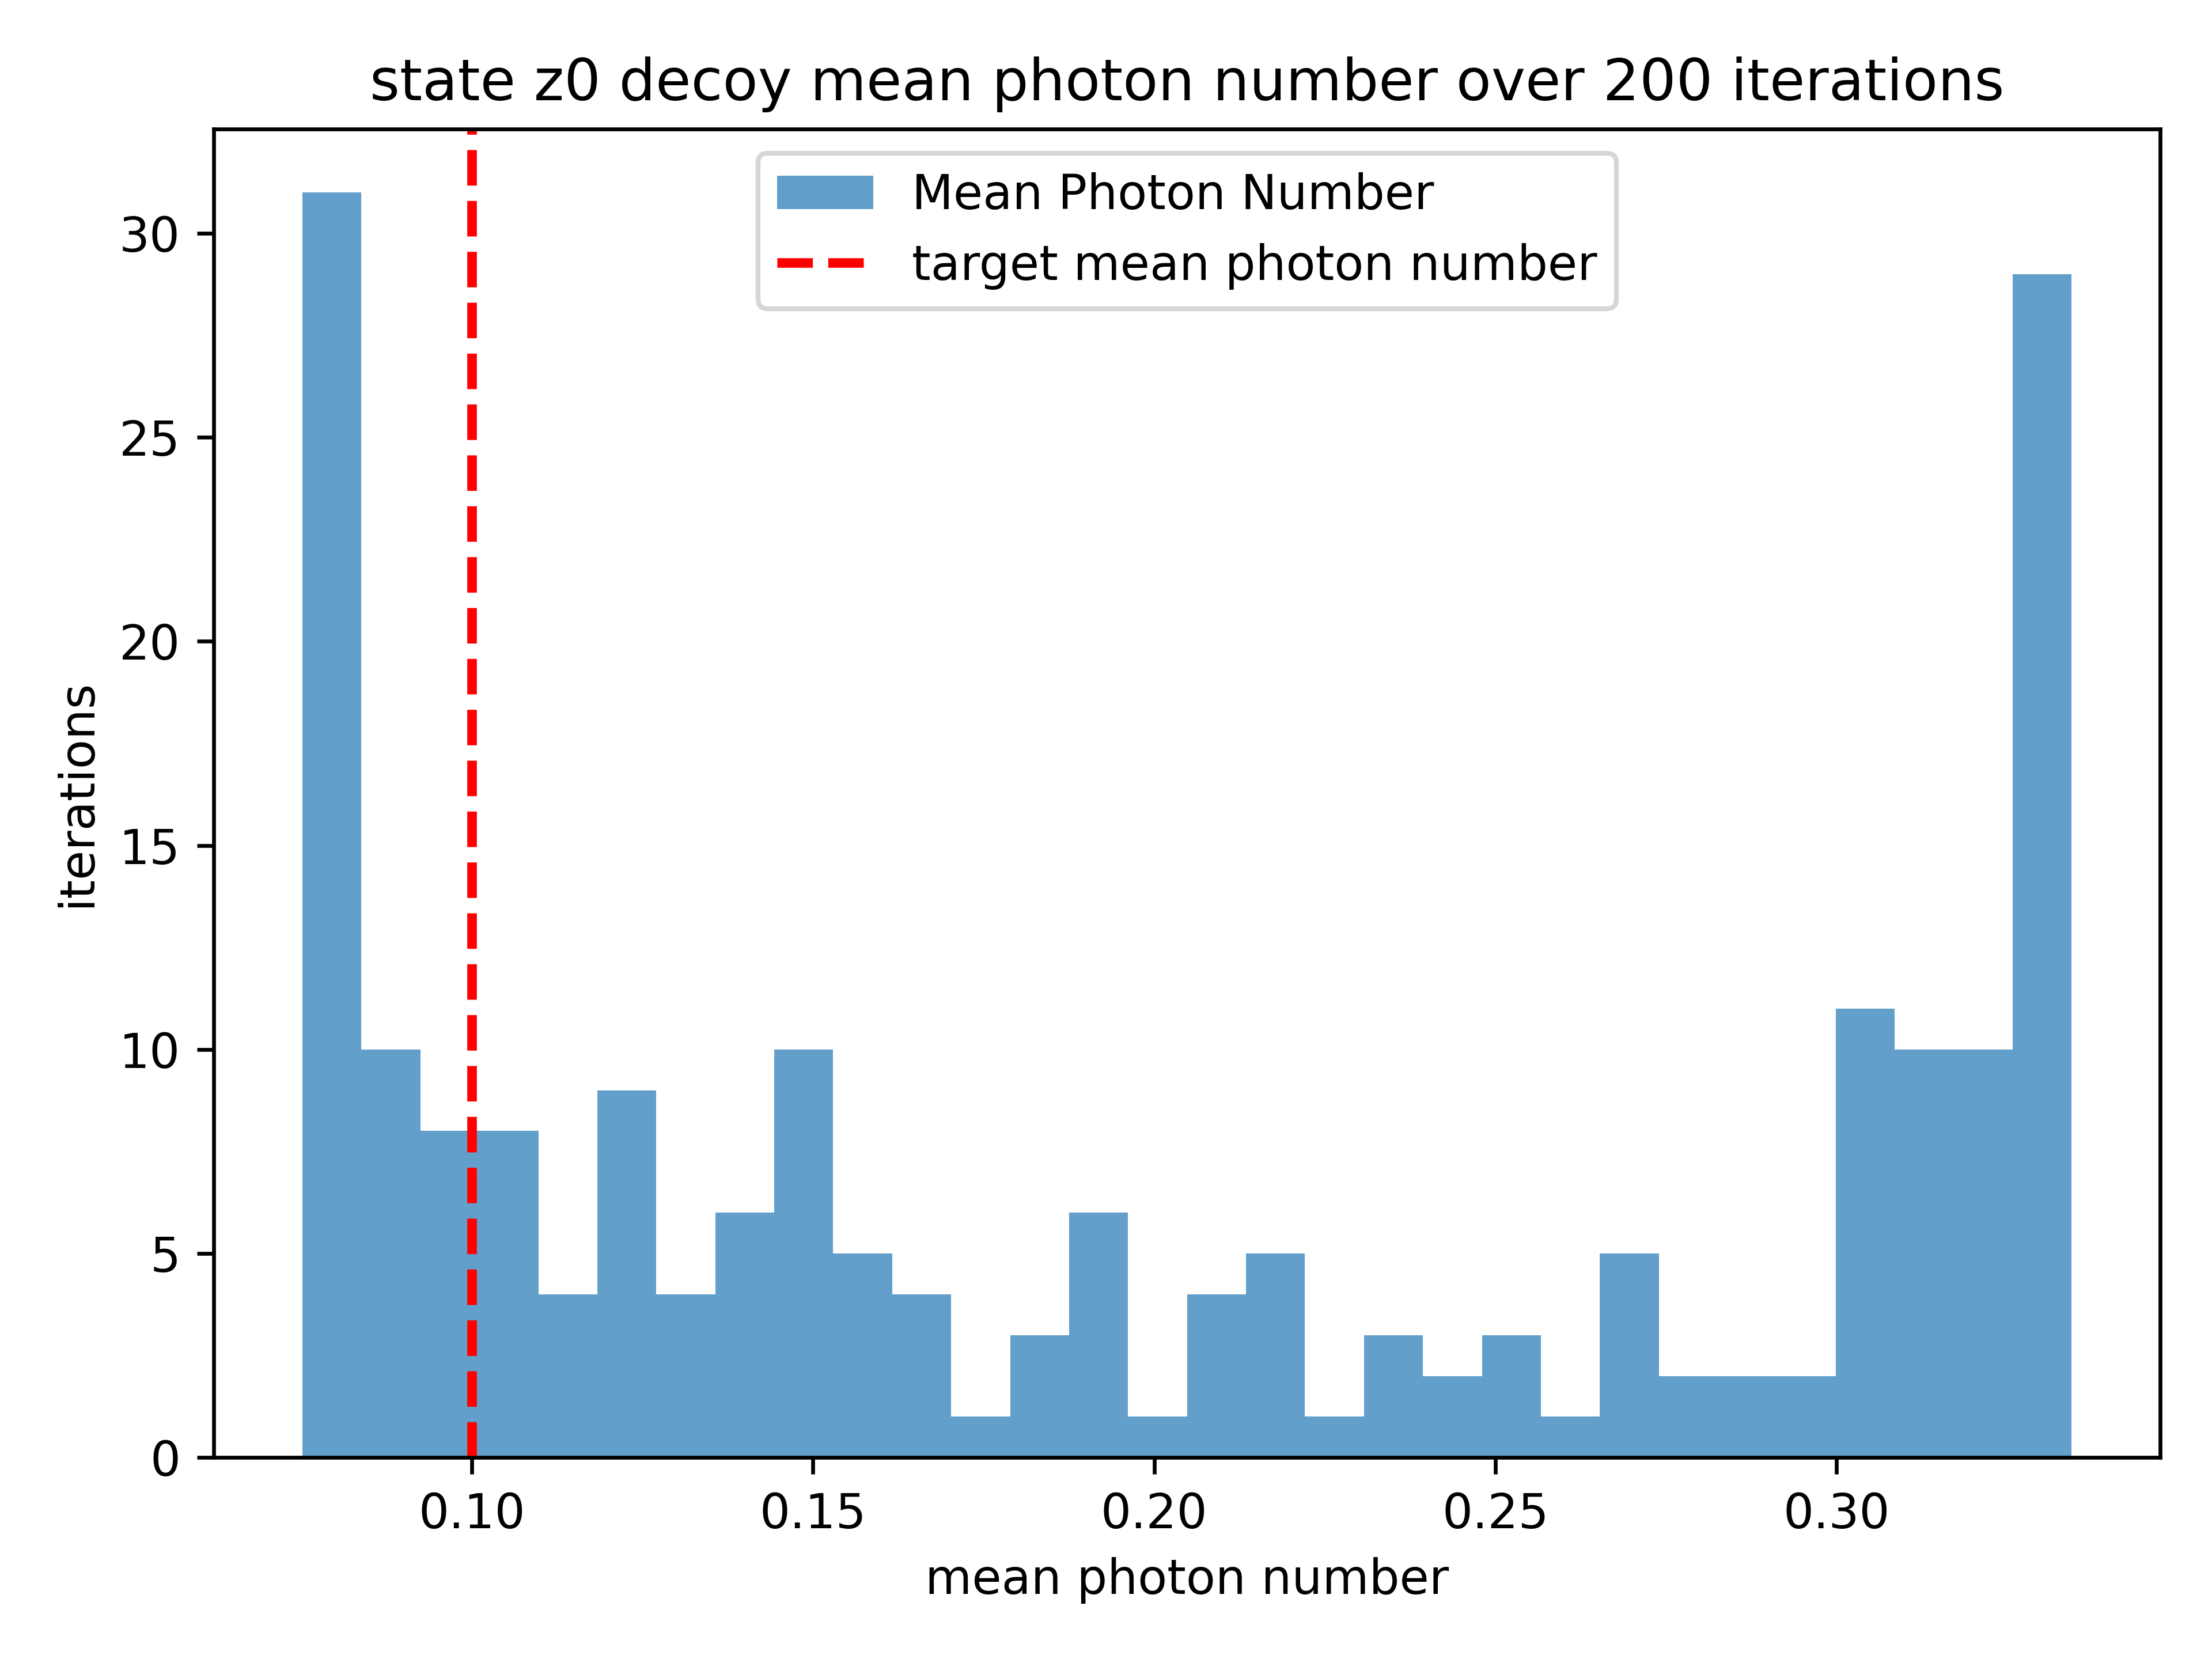 state z0 decoy mean photon number over 200 iterations
Mean Photon Number
target mean photon number
30
25
20
15
10
5
0
iterations
0.10 0.15 0.20 0.25 0.30
mean photon number